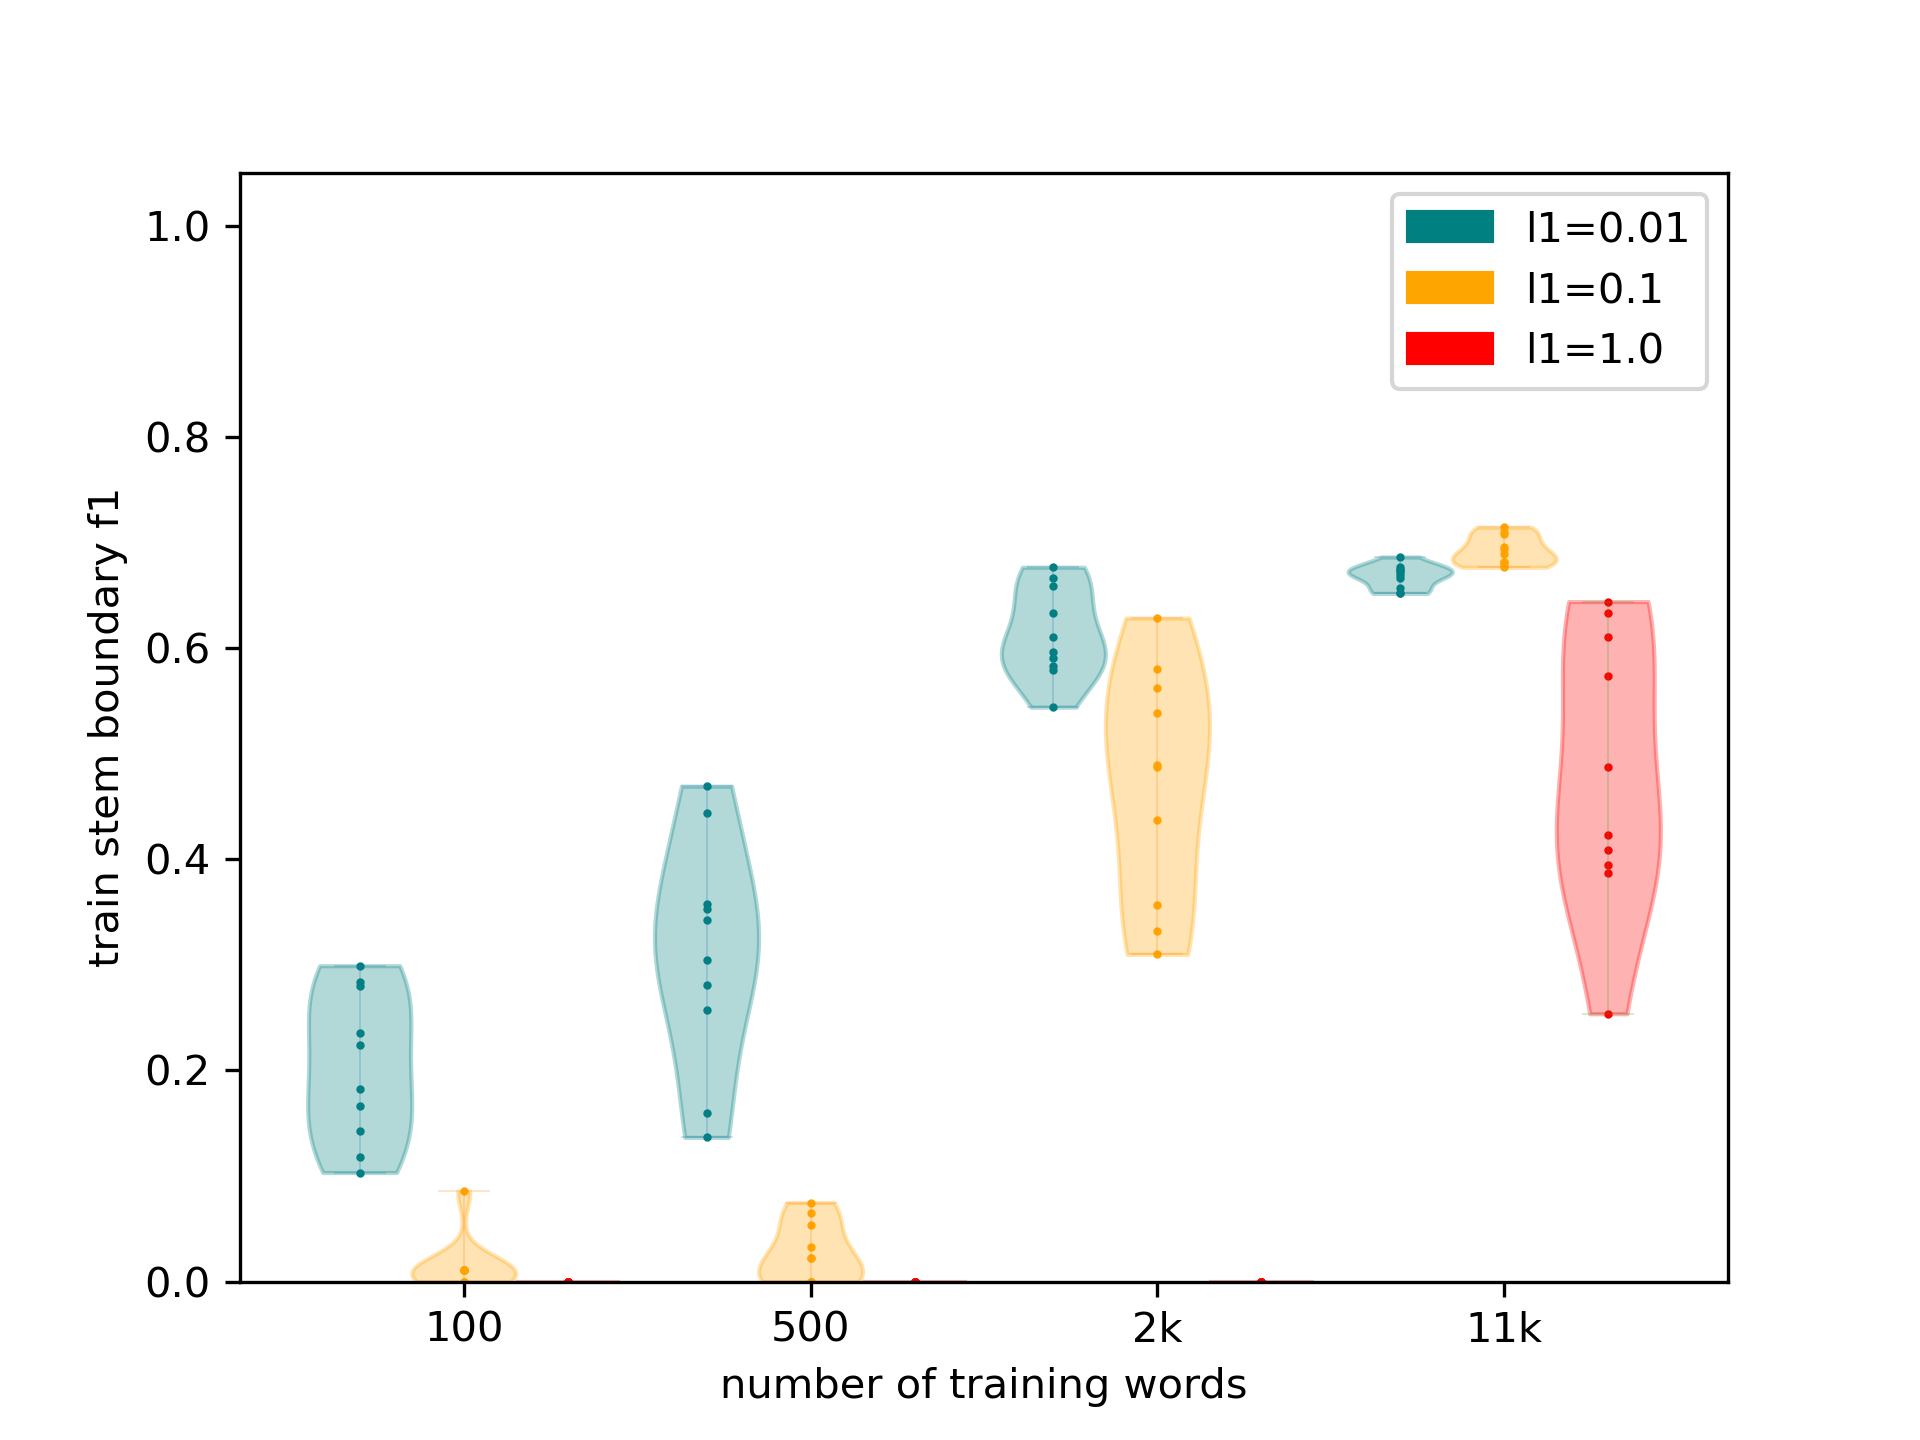 l1=0.01
l1=0.1
l1=1.0
train stem boundary f1
1.0
0.8
0.6
0.4
0.2
0.0
100 500 2k 11k
number of training words